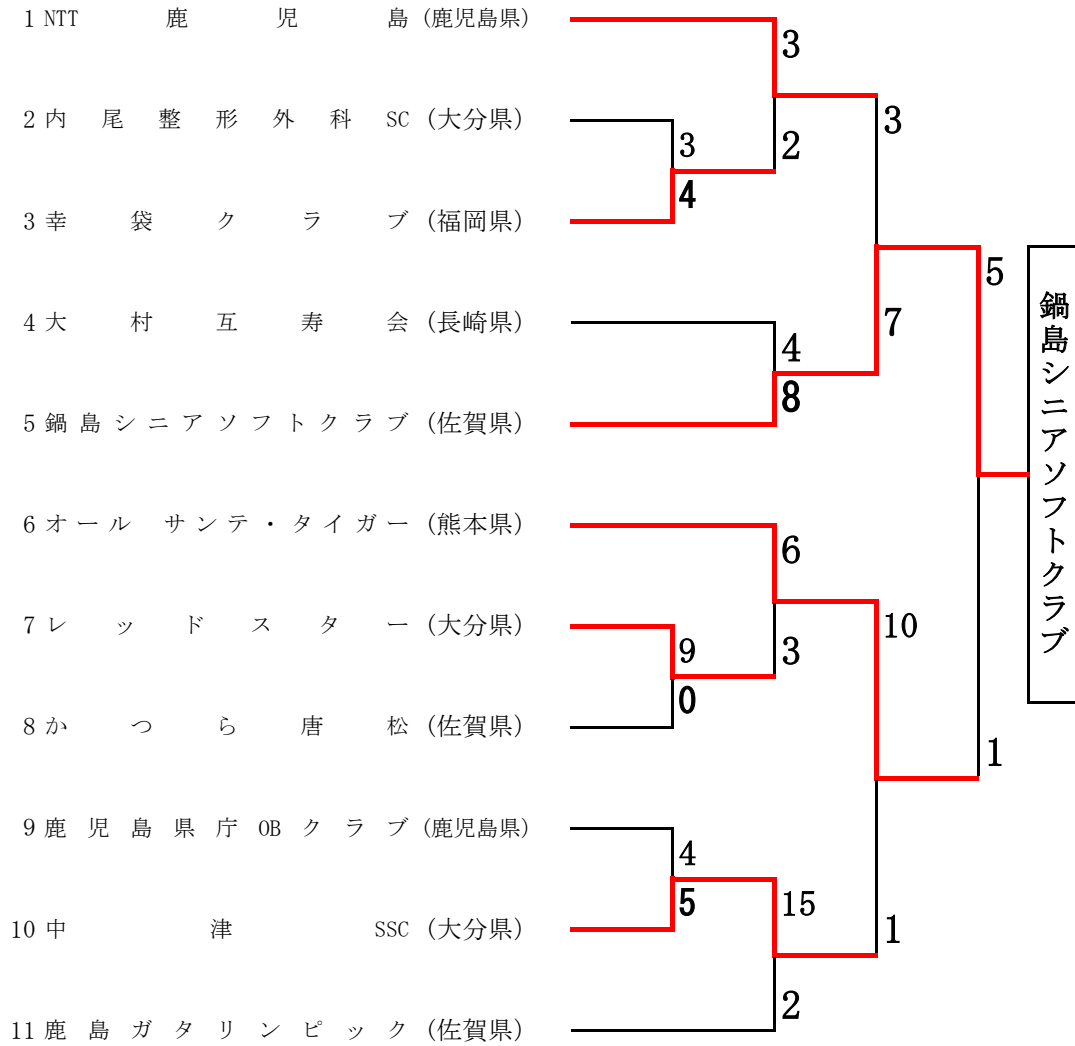 1 NTT 鹿児島 (鹿児島県)
3
2 内尾整形外科SC (大分県)
3
2
3
4
3 幸袋クラブ (福岡県)
4 大村互寿会 (長崎県)
4
7
5
8
5 鍋島シニアソフトクラブ (佐賀県)
鍋島シニアソフトクラブ
6 オール サンテ・タイガー (熊本県)
6
7 レッドスター (大分県)
9
3
10
0
8 かつら唐松 (佐賀県)
1
9 鹿児島県庁OBクラブ (鹿児島県)
4
5
15
1
10 中津SSC (大分県)
2
11 鹿島ガタリンピック (佐賀県)